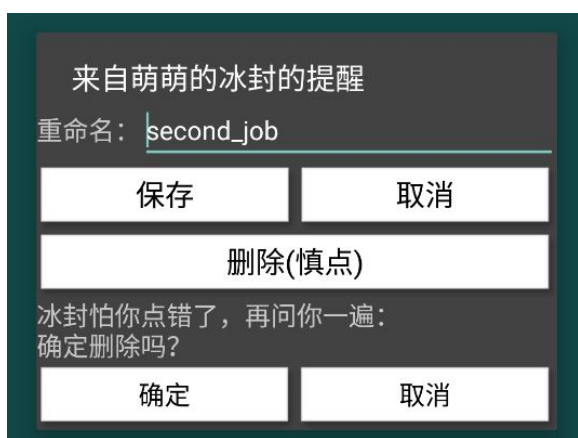 来自萌萌的冰封的提醒
重命名： second_job
保存 取消
删除(慎点)
冰封怕你点错了，再问你一遍：
确定删除吗？
确定 取消